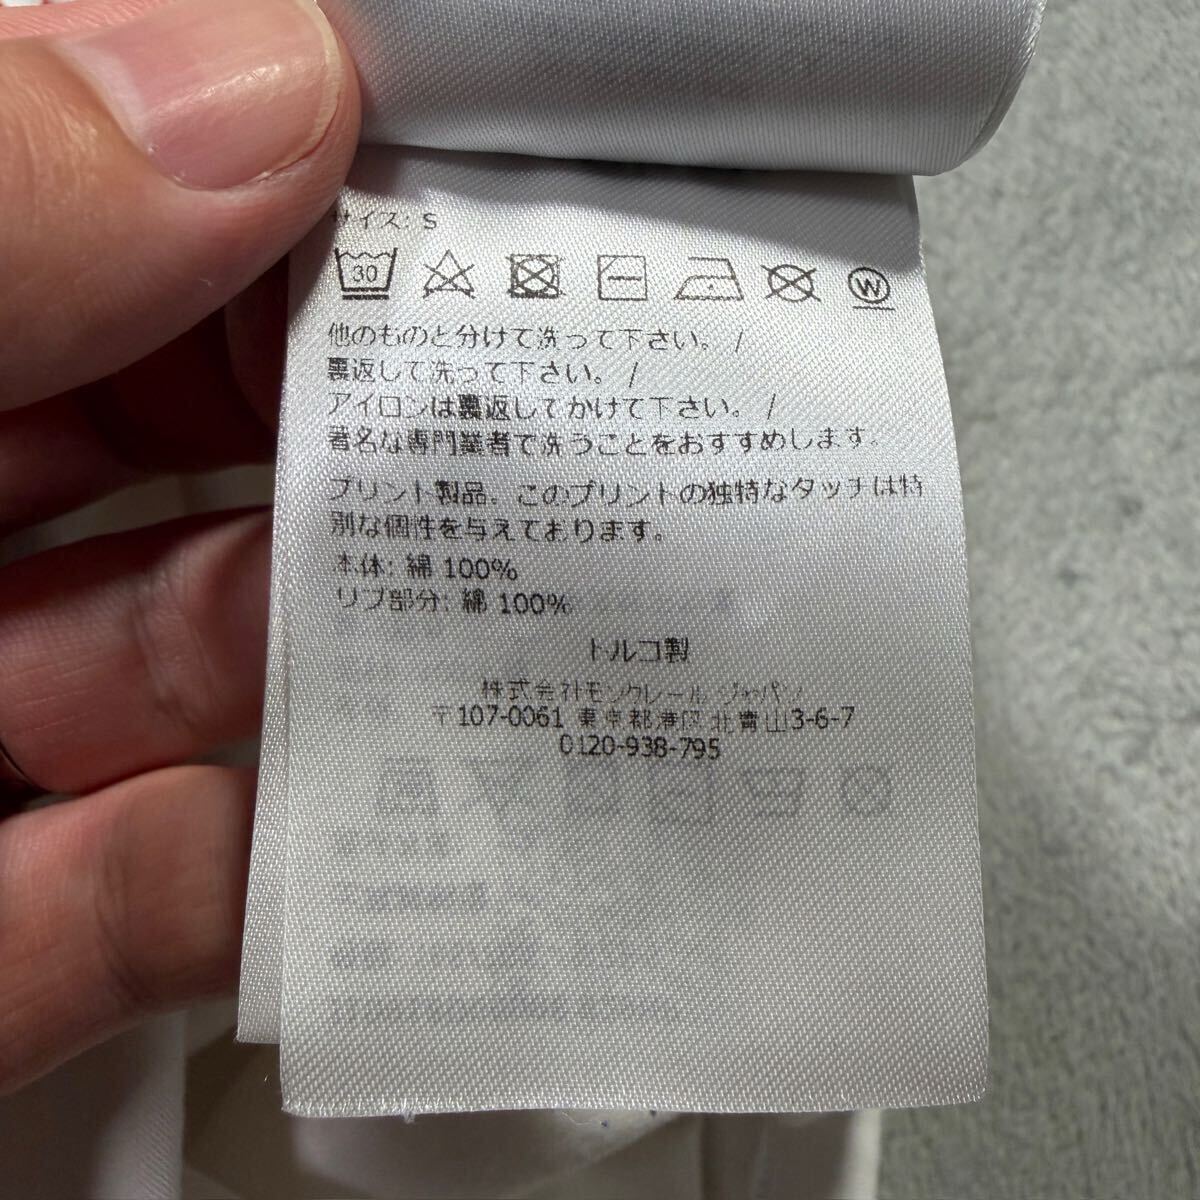 サイズ: S
30
W
他のものと分けて洗って下さい。 /
裏返して洗って下さい。 /
アイロンは裏返してかけて下さい。 /
著名な専門業者で洗うことをおすすめします。
プリント製品。このプリントの独特なタッチは特
別な個性を与えております。
本体: 綿 100%
リブ部分: 綿 100%
トルコ製
株式会社モンクレール ジャパン
〒107-0061 東京都港区北青山3-6-7
0120-938-795